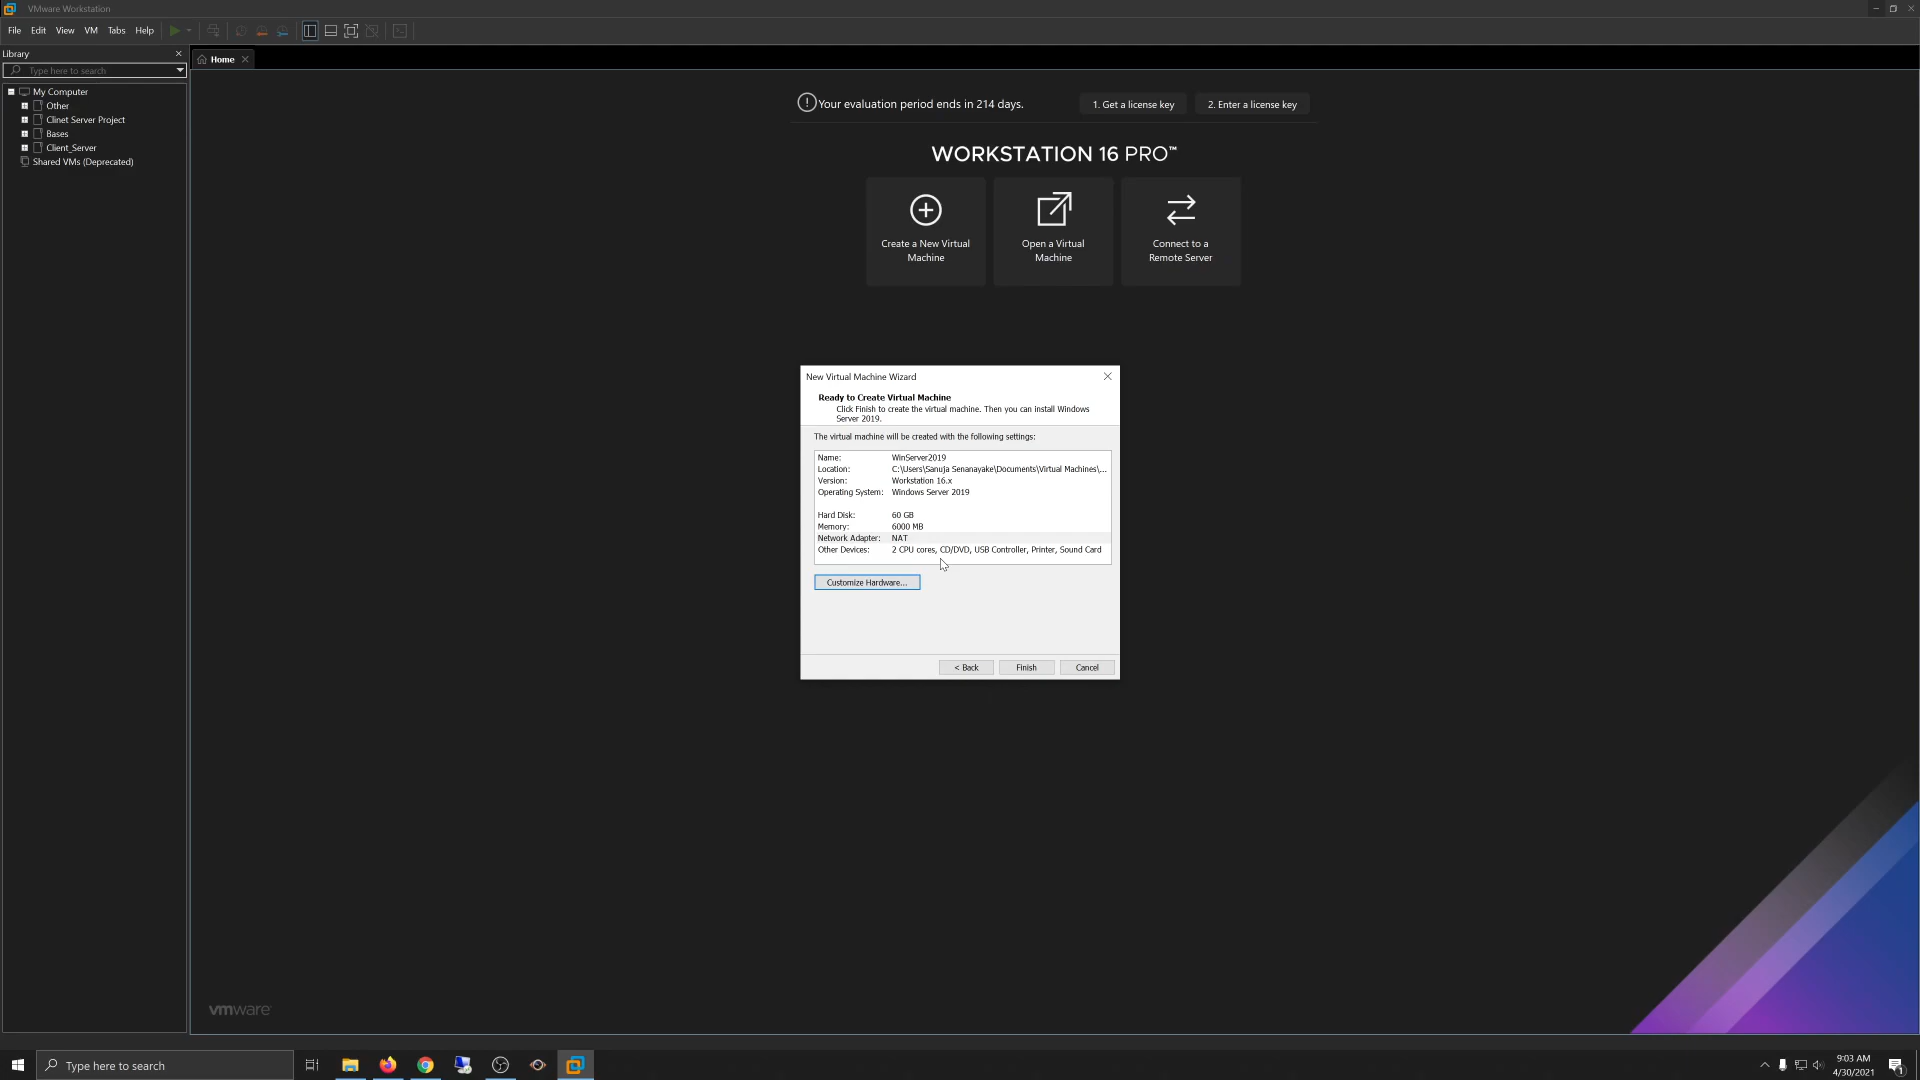 VMware Workstation
File Edit View VM Tabs Help
Library
Home
Type here to search
My Computer
Other
Clinet Server Project
Bases
Client_Server
Shared VMs (Deprecated)
Your evaluation period ends in 214 days.
1. Get a license key
2. Enter a license key
WORKSTATION 16 PRO™
Create a New Virtual
Machine
Open a Virtual
Machine
Connect to a
Remote Server
New Virtual Machine Wizard
Ready to Create Virtual Machine
Click Finish to create the virtual machine. Then you can install Windows
Server 2019.
The virtual machine will be created with the following settings:
Name: WinServer2019
Location: C:\Users\Sanuja Senanayake\Documents\Virtual Machines\...
Version: Workstation 16.x
Operating System: Windows Server 2019
Hard Disk: 60 GB
Memory: 6000 MB
Network Adapter: NAT
Other Devices: 2 CPU cores, CD/DVD, USB Controller, Printer, Sound Card
Customize Hardware...
< Back Finish Cancel
vmware
Type here to search
9:03 AM
4/30/2021
1